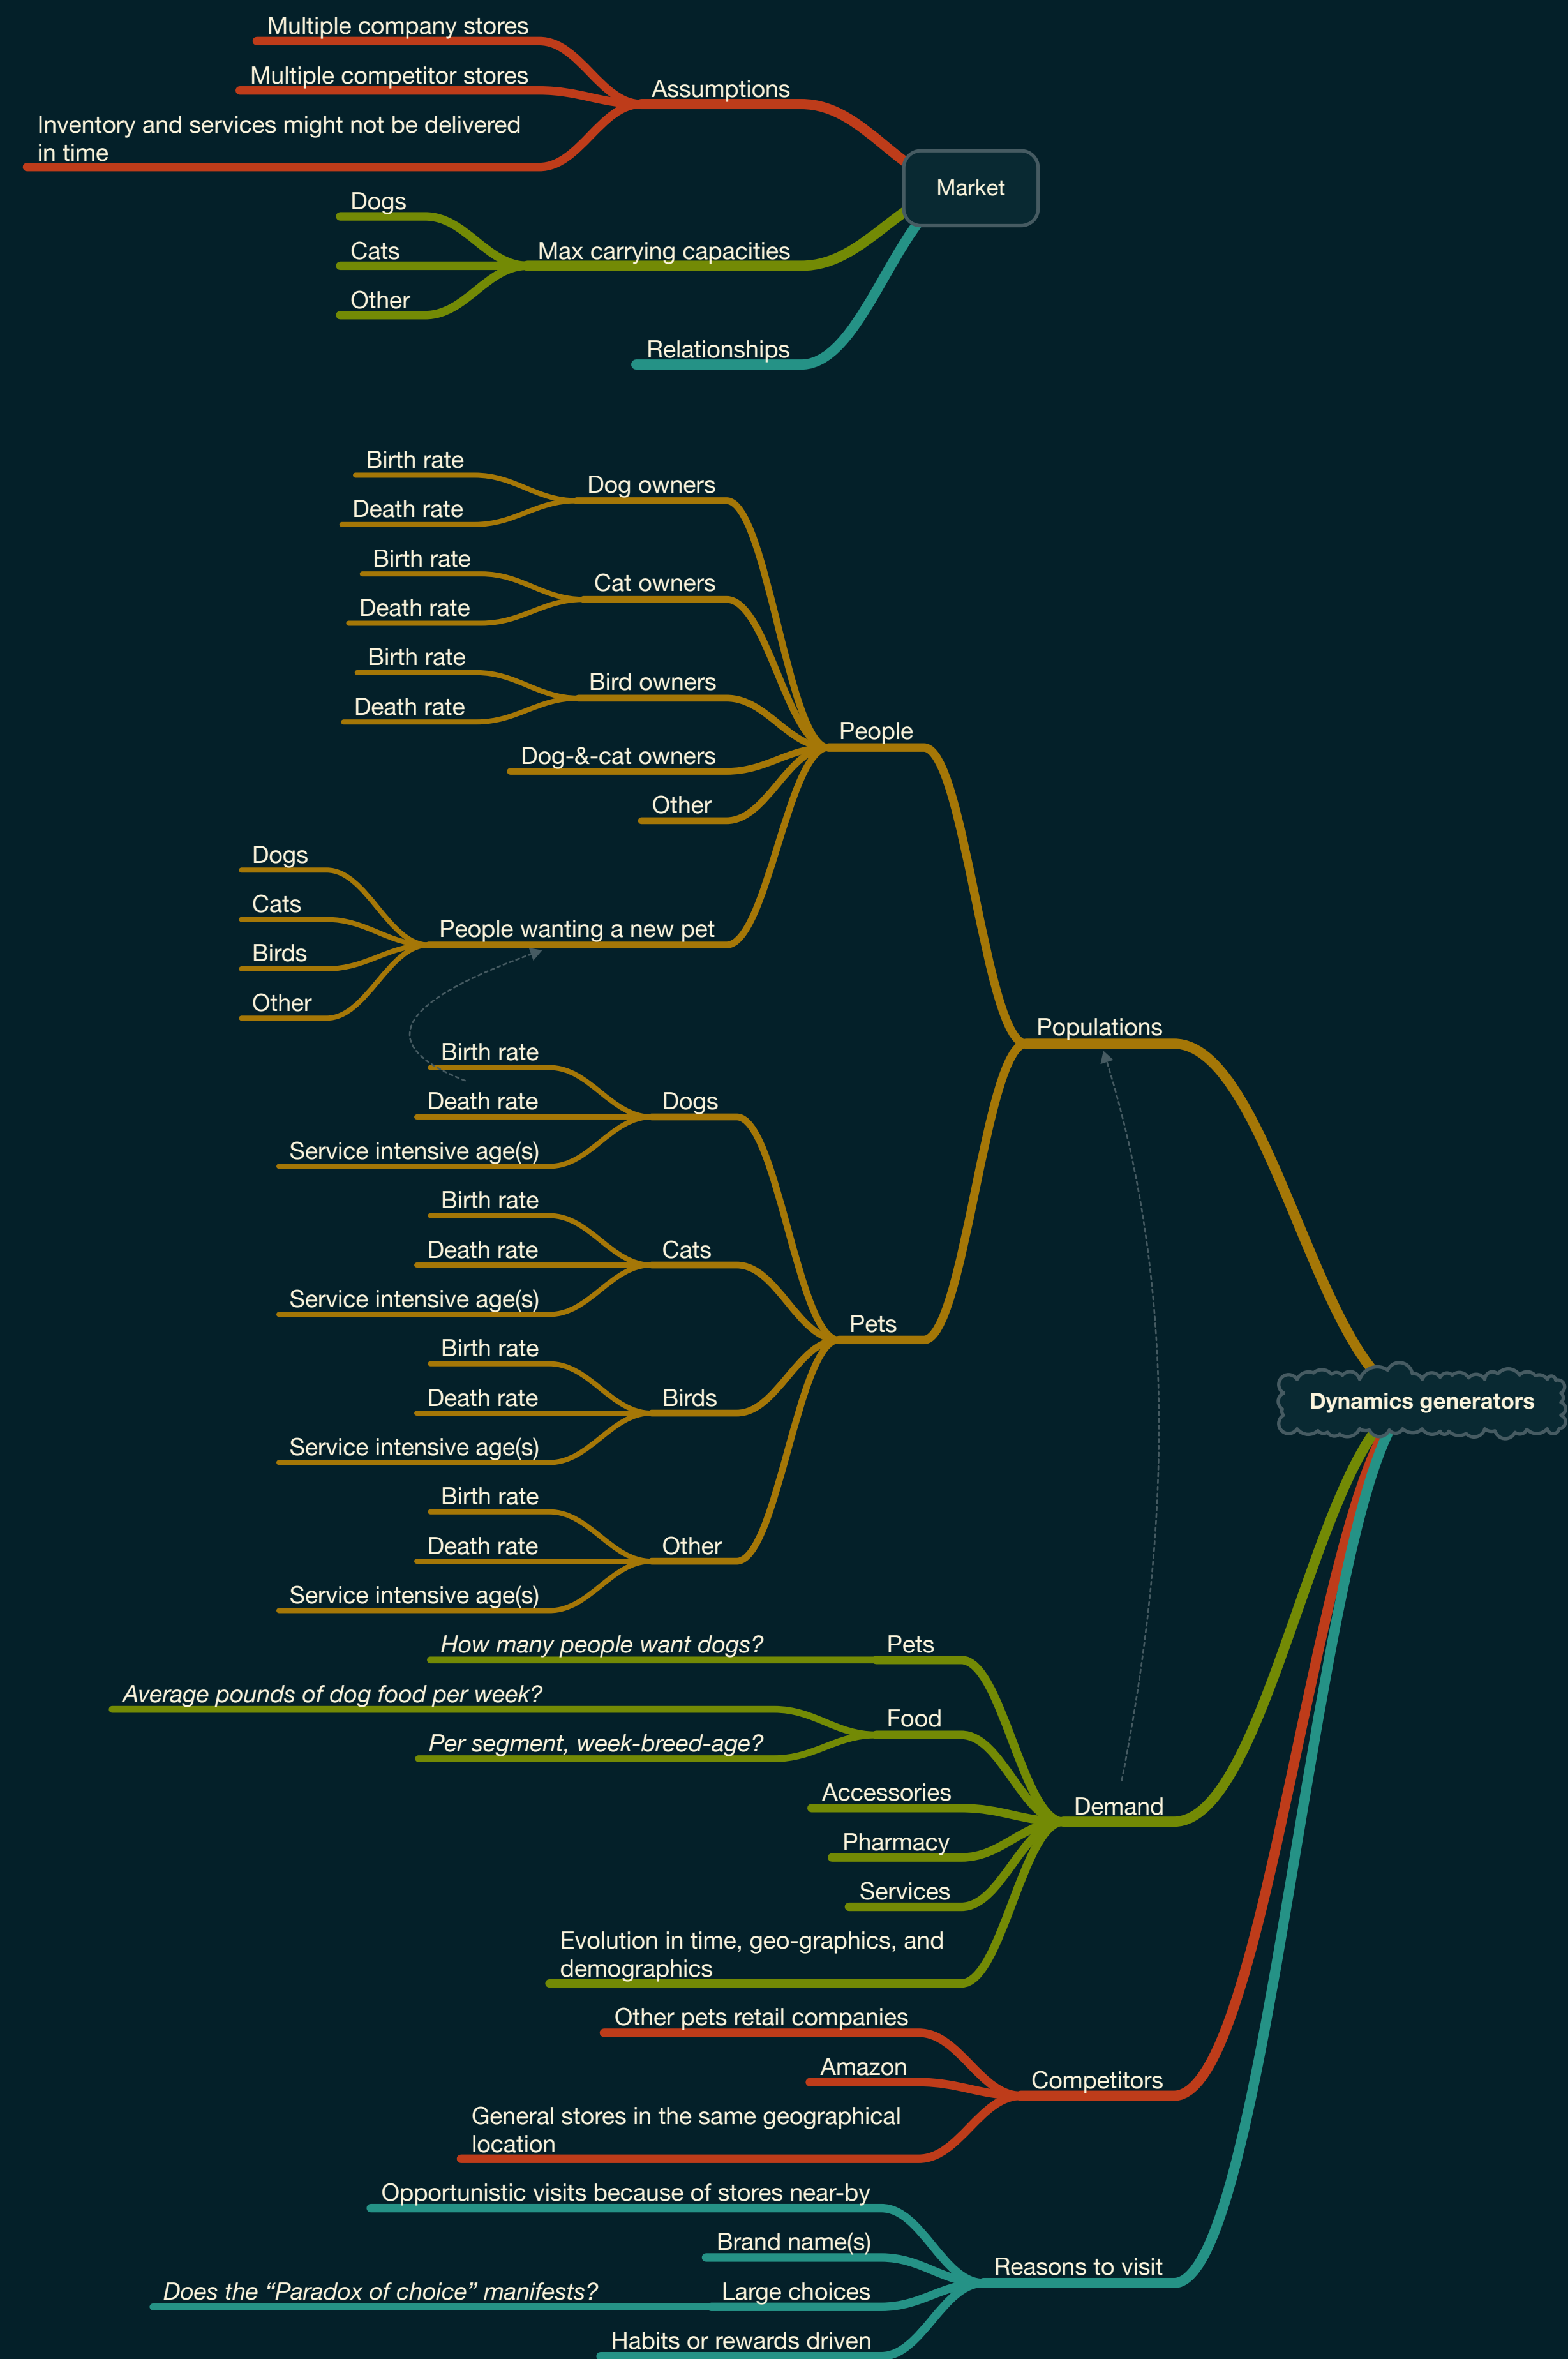 Multiple company stores
Multiple competitor stores
Assumptions
Inventory and services might not be delivered
in time
Market
Dogs
Cats
Max carrying capacities
Other
Relationships
Birth rate
Dog owners
Death rate
Birth rate
Cat owners
Death rate
Birth rate
Bird owners
Death rate
People
Dog-&-cat owners
Other
Dogs
Cats
People wanting a new pet
Birds
Other
Populations
Birth rate
Death rate
Dogs
Service intensive age(s)
Birth rate
Death rate
Cats
Service intensive age(s)
Pets
Birth rate
Death rate
Birds
Service intensive age(s)
Dynamics generators
Birth rate
Death rate
Other
Service intensive age(s)
How many people want dogs?
Pets
Average pounds of dog food per week?
Food
Per segment, week-breed-age?
Accessories
Demand
Pharmacy
Services
Evolution in time, geo-graphics, and
demographics
Other pets retail companies
Amazon
Competitors
General stores in the same geographical
location
Opportunistic visits because of stores near-by
Brand name(s)
Reasons to visit
Does the “Paradox of choice” manifests?
Large choices
Habits or rewards driven